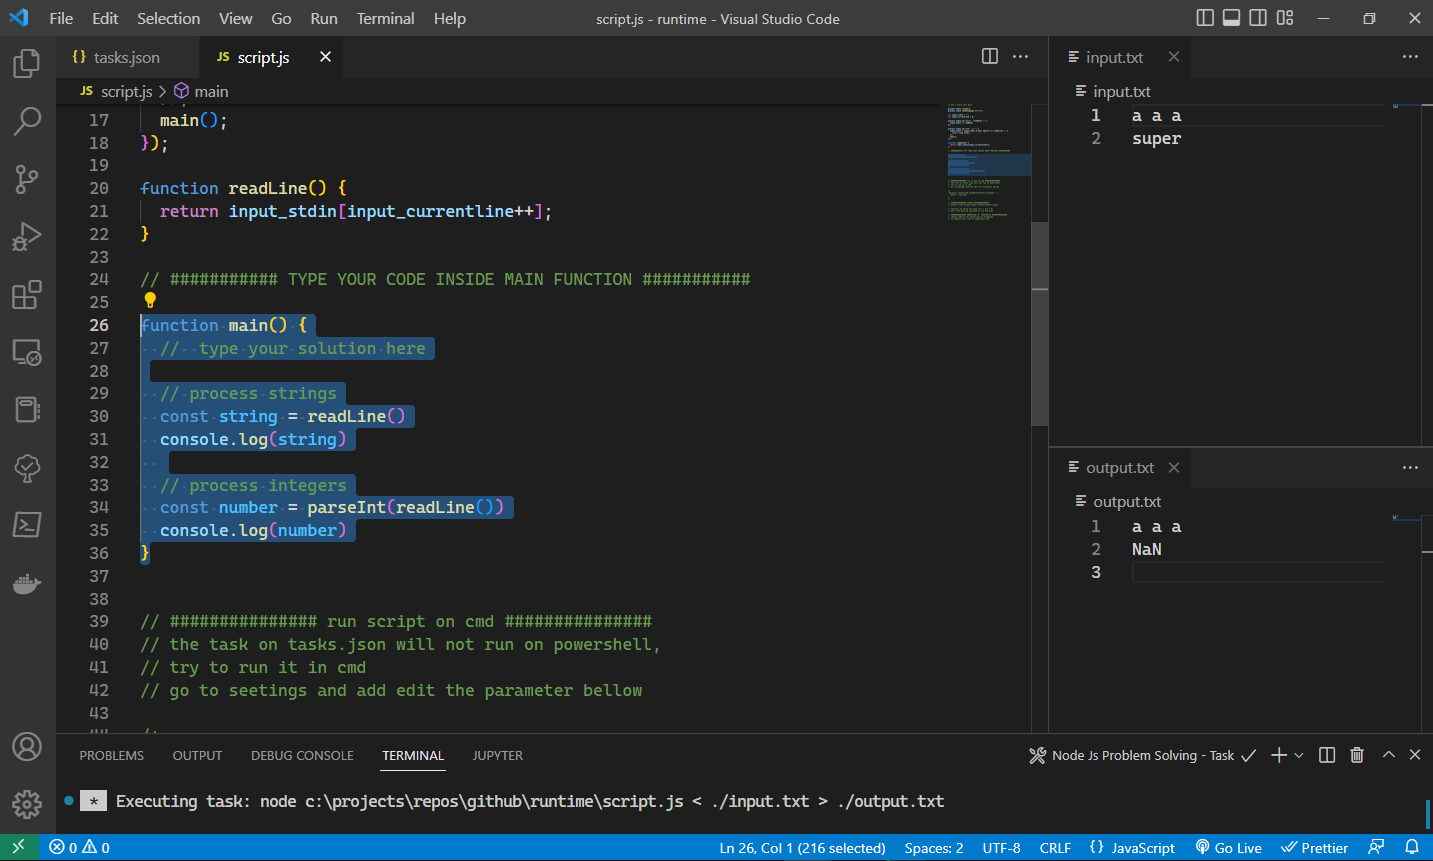 File Edit Selection View Go Run Terminal Help
script.js - runtime - Visual Studio Code
{} tasks.json
JS script.js
JS script.js > main
17 main();
18 });
19
20 function readLine() {
21 return input_stdin[input_currentline++];
22 }
23
24 // ########### TYPE YOUR CODE INSIDE MAIN FUNCTION ###########
25
26 function main() {
27 //  type your solution here
28
29 // process strings
30 const string = readLine()
31 console.log(string)
32
33 // process integers
34 const number = parseInt(readLine())
35 console.log(number)
36 }
37
38
39 // ############### run script on cmd ###############
40 // the task on tasks.json will not run on powershell,
41 // try to run it in cmd
42 // go to seetings and add edit the parameter bellow
43
input.txt
input.txt
1 a a a
2 super
output.txt
output.txt
1 a a a
2 NaN
3
PROBLEMS OUTPUT DEBUG CONSOLE TERMINAL JUPYTER
Node Js Problem Solving - Task
* Executing task: node c:\projects\repos\github\runtime\script.js < ./input.txt > ./output.txt
0 0 Ln 26, Col 1 (216 selected) Spaces: 2 UTF-8 CRLF {} JavaScript Go Live Prettier